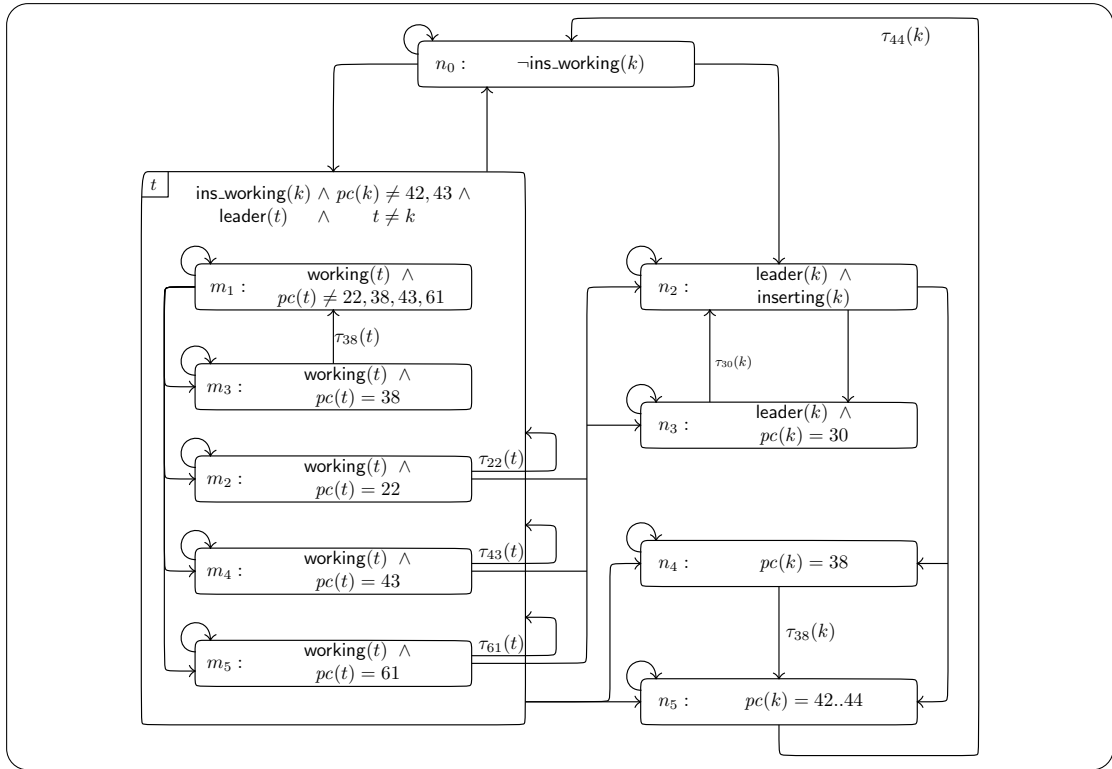 τ44(k)
n0 : ¬ins_working(k)
t
ins_working(k) ∧ pc(k) ≠ 42, 43 ∧
leader(t) ∧ t ≠ k
m1 : working(t) ∧
pc(t) ≠ 22, 38, 43, 61
τ38(t)
m3 : working(t) ∧
pc(t) = 38
m2 : working(t) ∧
pc(t) = 22
τ22(t)
m4 : working(t) ∧
pc(t) = 43
τ43(t)
m5 : working(t) ∧
pc(t) = 61
τ61(t)
n2 : leader(k) ∧
inserting(k)
τ30(k)
n3 : leader(k) ∧
pc(k) = 30
n4 : pc(k) = 38
τ38(k)
n5 : pc(k) = 42..44